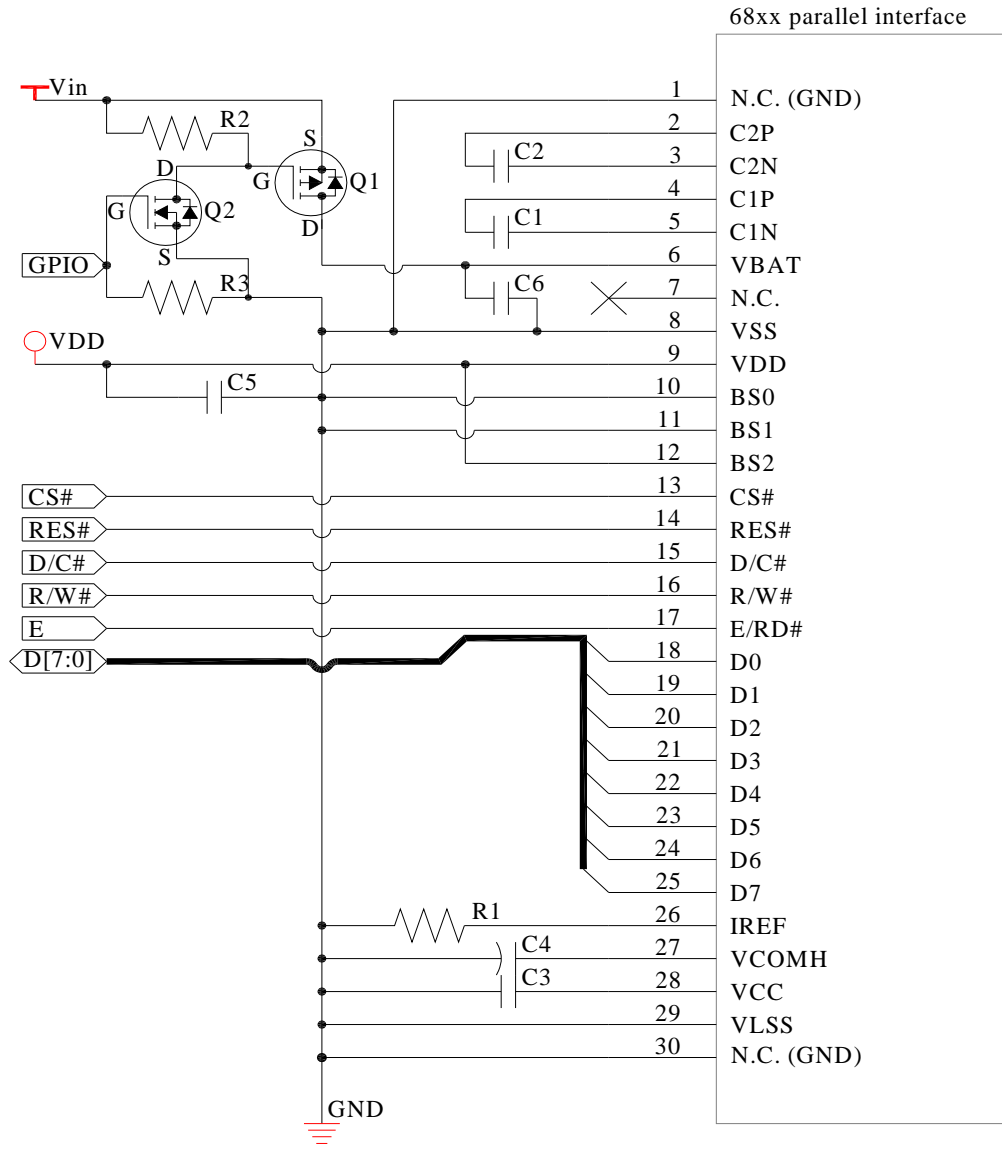 68xx parallel interface
Vin
1 N.C. (GND)
R2
2 C2P
S
C2
D
3 C2N
G Q1
4 C1P
G Q2
C1
D
5 C1N
S
GPIO
6 VBAT
R3
C6
7 N.C.
8 VSS
VDD
9 VDD
C5
10 BS0
11 BS1
12 BS2
CS# 13 CS#
RES# 14 RES#
D/C# 15 D/C#
R/W# 16 R/W#
E 17 E/RD#
D[7:0] 18 D0
19 D1
20 D2
21 D3
22 D4
23 D5
24 D6
25 D7
R1 26 IREF
C4 27 VCOMH
C3 28 VCC
29 VLSS
30 N.C. (GND)
GND